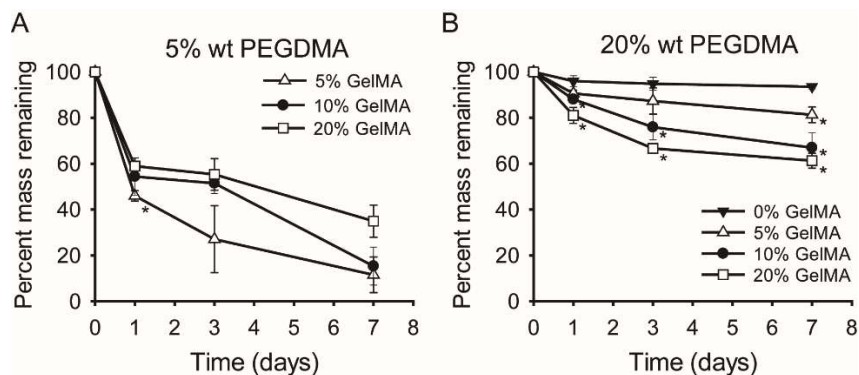 A
5% wt PEGDMA
5% GelMA
10% GelMA
20% GelMA
Percent mass remaining
100
80
60
40
20
0
*
0 1 2 3 4 5 6 7 8
Time (days)
B
20% wt PEGDMA
Percent mass remaining
100
80
60
40
20
0
* *
* *
* * *
0% GelMA
5% GelMA
10% GelMA
20% GelMA
0 1 2 3 4 5 6 7 8
Time (days)